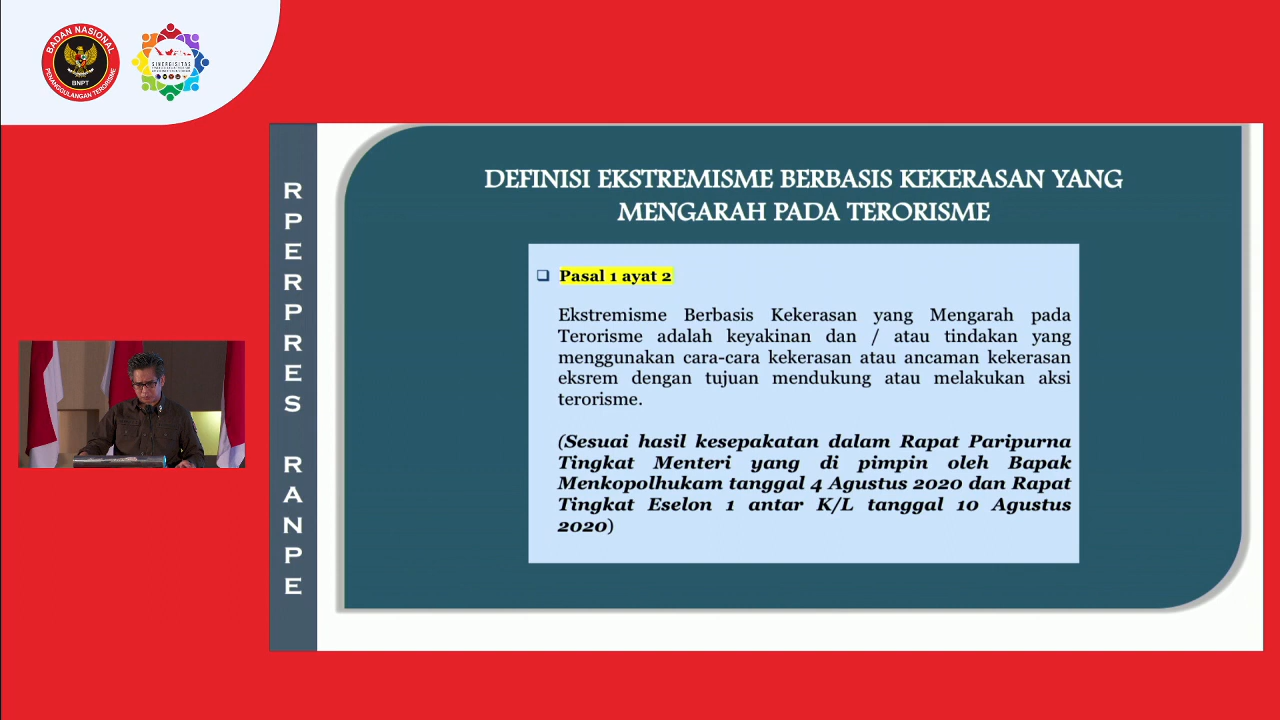 BADAN NASIONAL
BNPT
PENANGGULANGAN TERORISME
SINERGISITAS
RPERPRES RANPE
DEFINISI EKSTREMISME BERBASIS KEKERASAN YANG
MENGARAH PADA TERORISME
Pasal 1 ayat 2
Ekstremisme Berbasis Kekerasan yang Mengarah pada
Terorisme adalah keyakinan dan / atau tindakan yang
menggunakan cara-cara kekerasan atau ancaman kekerasan
eksrem dengan tujuan mendukung atau melakukan aksi
terorisme.
(Sesuai hasil kesepakatan dalam Rapat Paripurna
Tingkat Menteri yang di pimpin oleh Bapak
Menkopolhukam tanggal 4 Agustus 2020 dan Rapat
Tingkat Eselon 1 antar K/L tanggal 10 Agustus
2020)